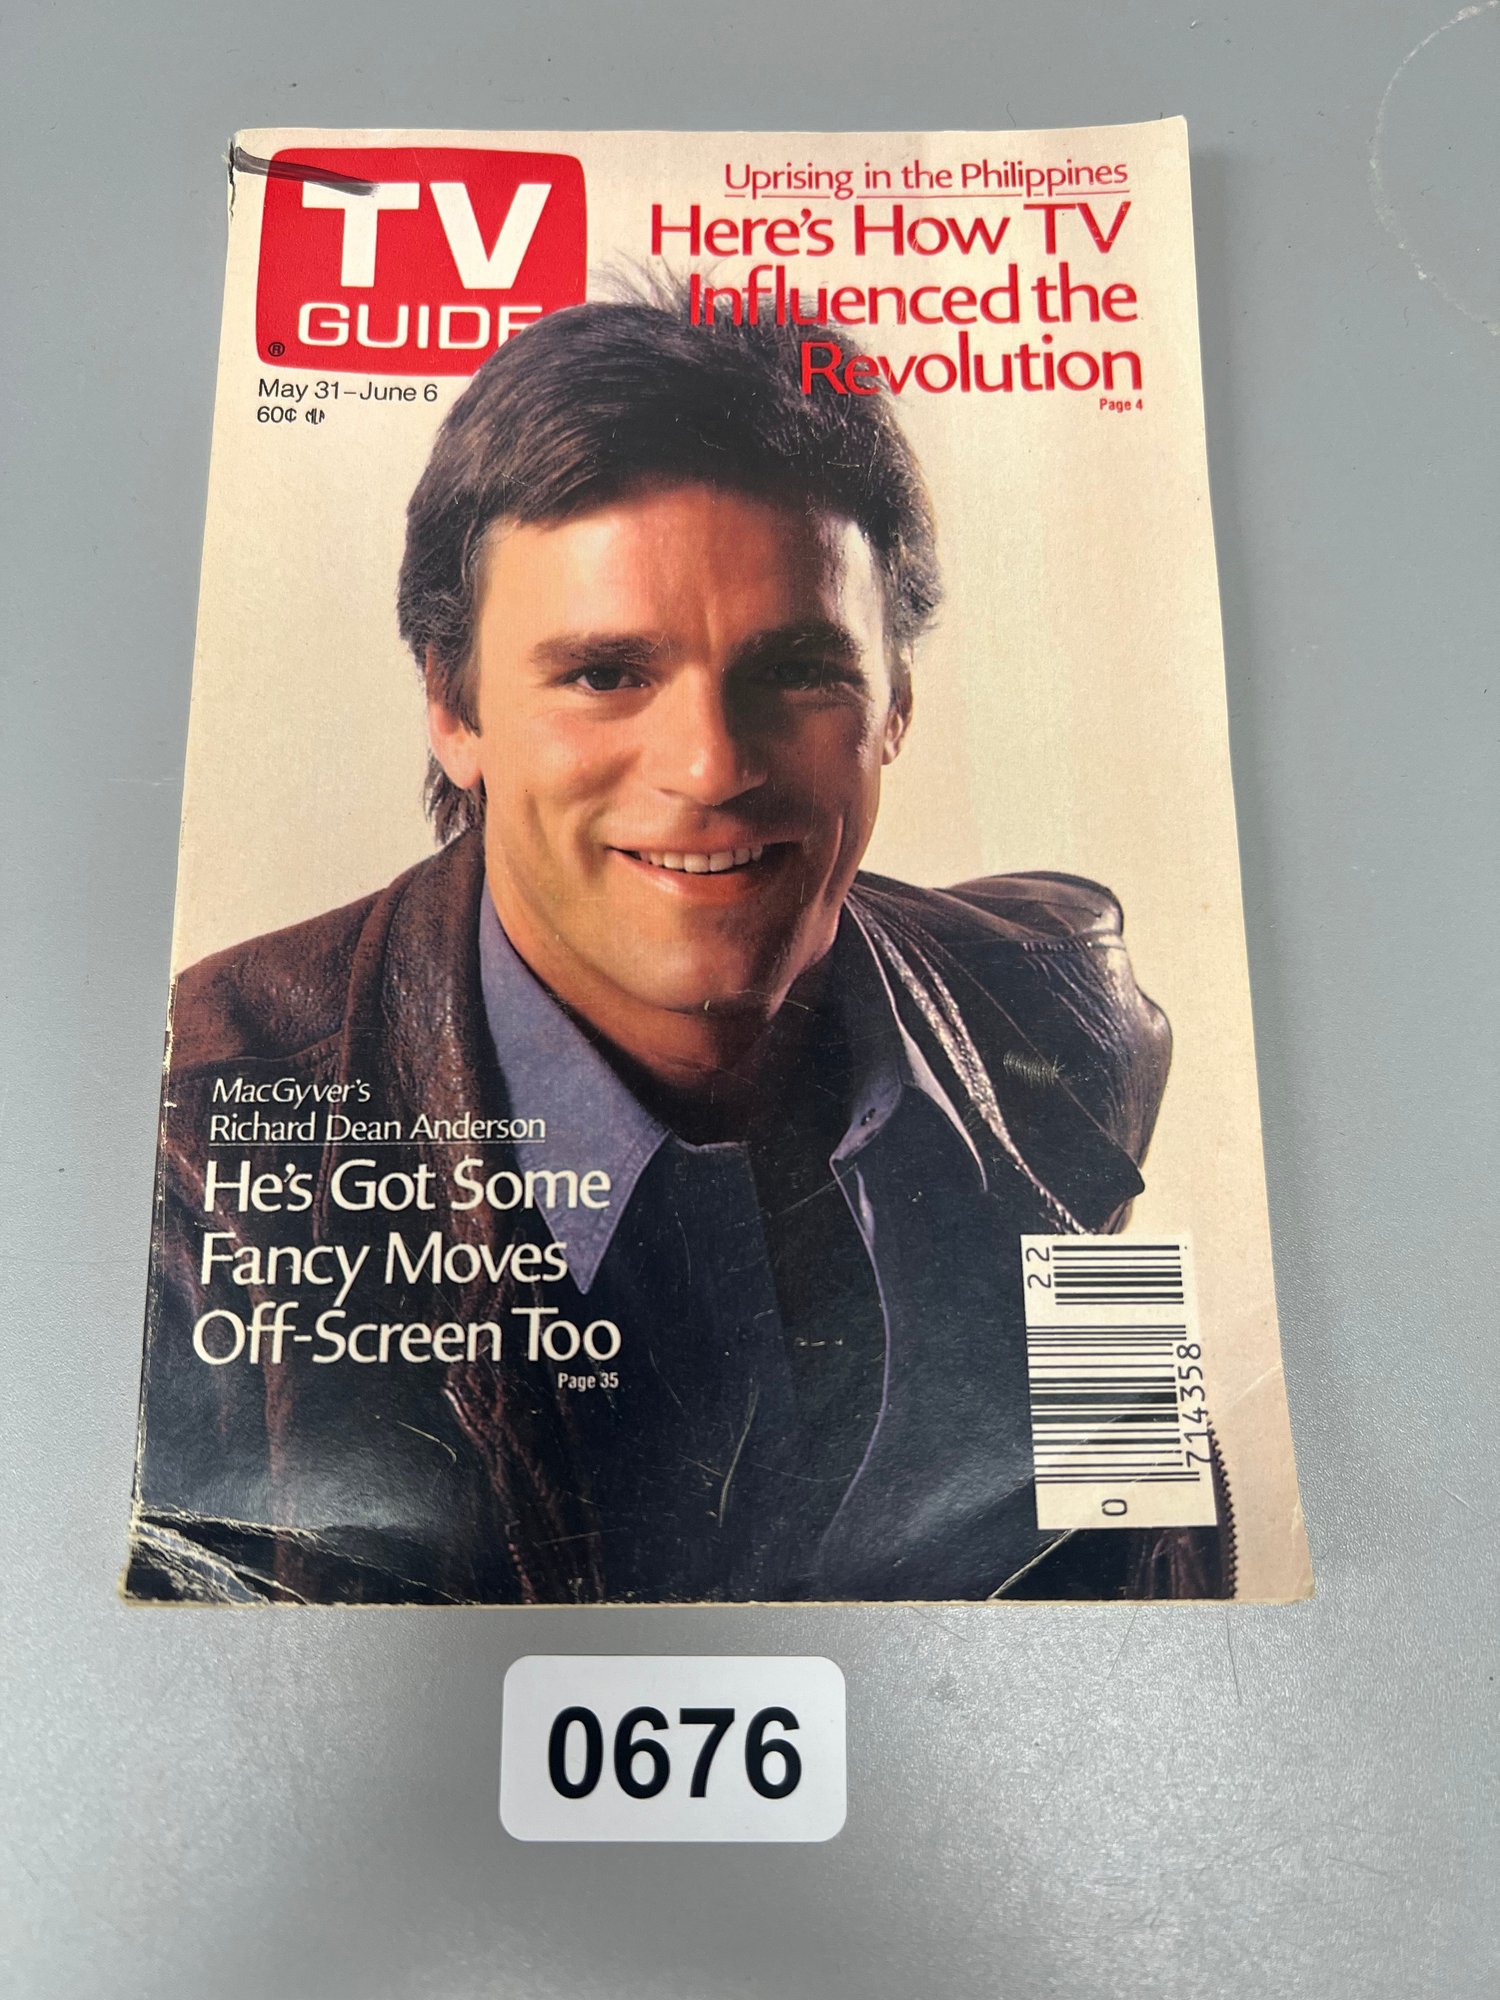 TV
GUIDE
®
May 31–June 6
60¢
Uprising in the Philippines
Here's How TV
Influenced the
Revolution
Page 4
MacGyver's
Richard Dean Anderson
He's Got Some
Fancy Moves
Off-Screen Too
Page 35
22
0 714358
0676